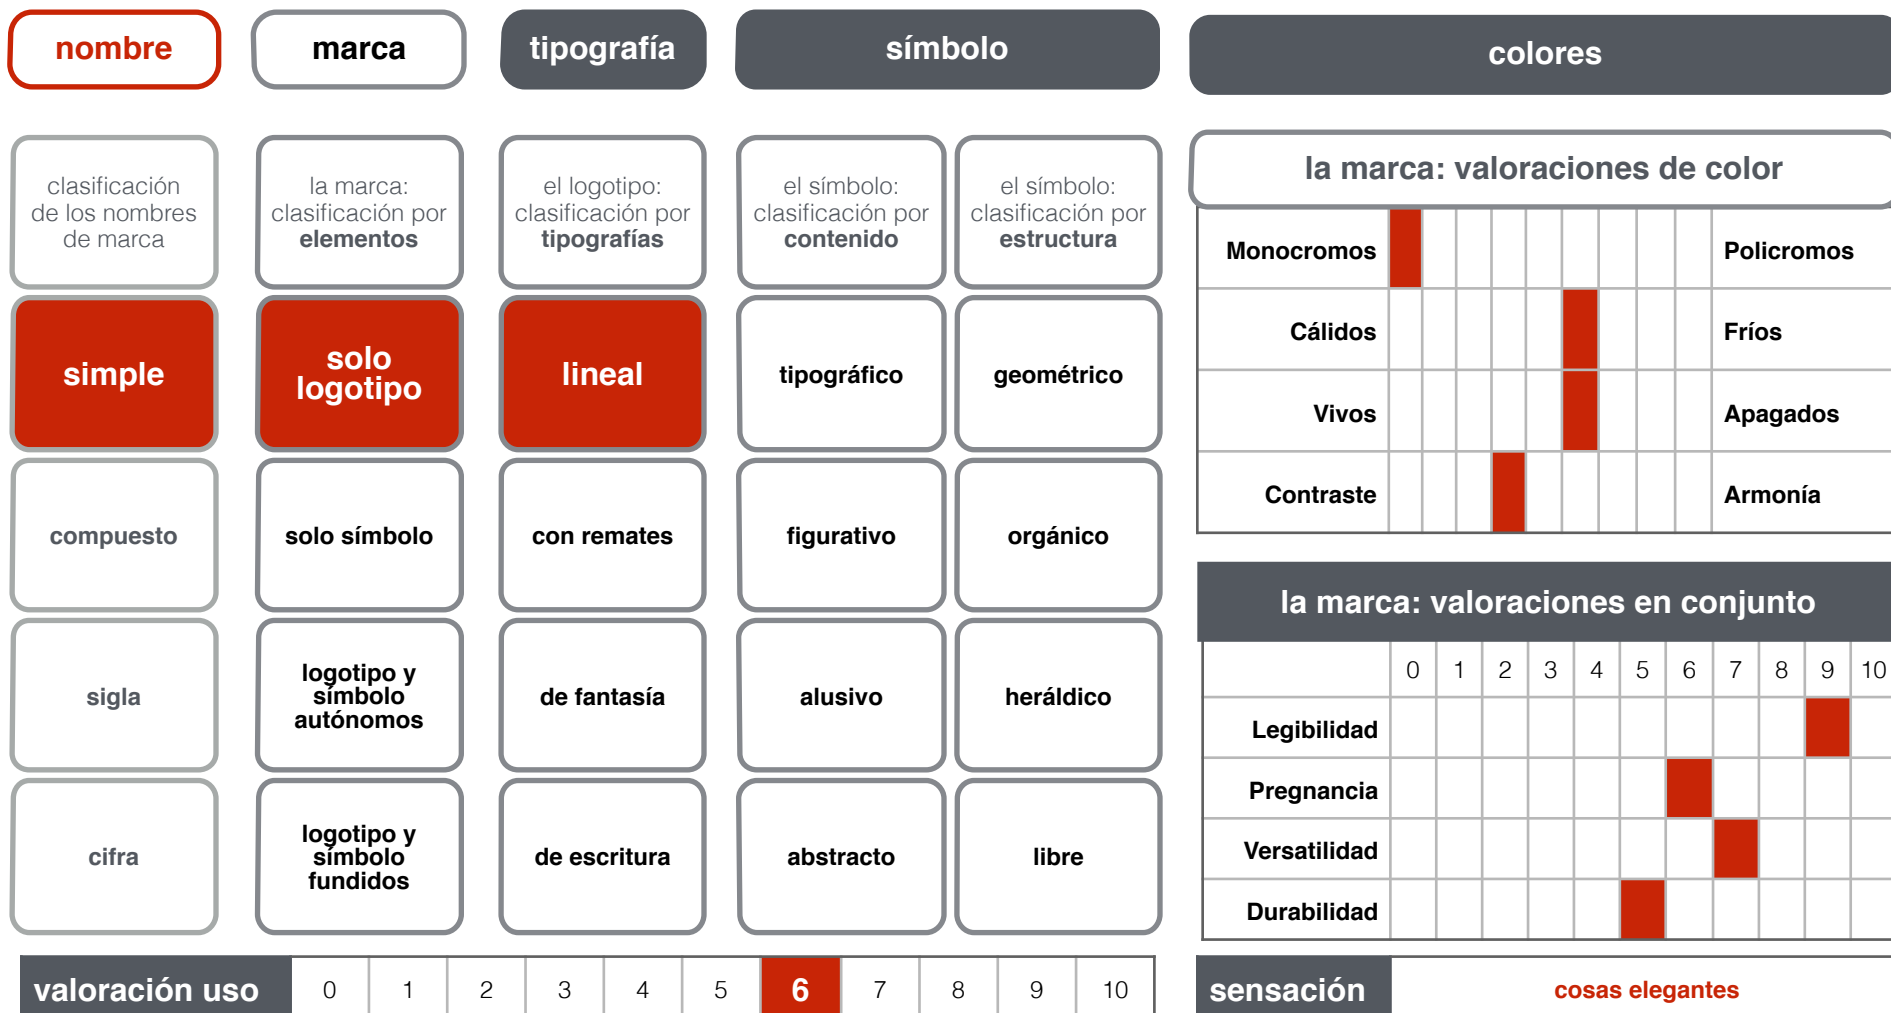 nombre
marca
tipografía
símbolo
colores
clasificación
de los nombres
de marca
la marca:
clasificación por
elementos
el logotipo:
clasificación por
tipografías
el símbolo:
clasificación por
contenido
el símbolo:
clasificación por
estructura
simple
solo
logotipo
lineal
tipográfico
geométrico
compuesto
solo símbolo
con remates
figurativo
orgánico
sigla
logotipo y
símbolo
autónomos
de fantasía
alusivo
heráldico
cifra
logotipo y
símbolo
fundidos
de escritura
abstracto
libre
valoración uso 0 1 2 3 4 5 6 7 8 9 10
la marca: valoraciones de color
Monocromos Policromos
Cálidos Fríos
Vivos Apagados
Contraste Armonía
la marca: valoraciones en conjunto
0 1 2 3 4 5 6 7 8 9 10
Legibilidad
Pregnancia
Versatilidad
Durabilidad
sensación cosas elegantes